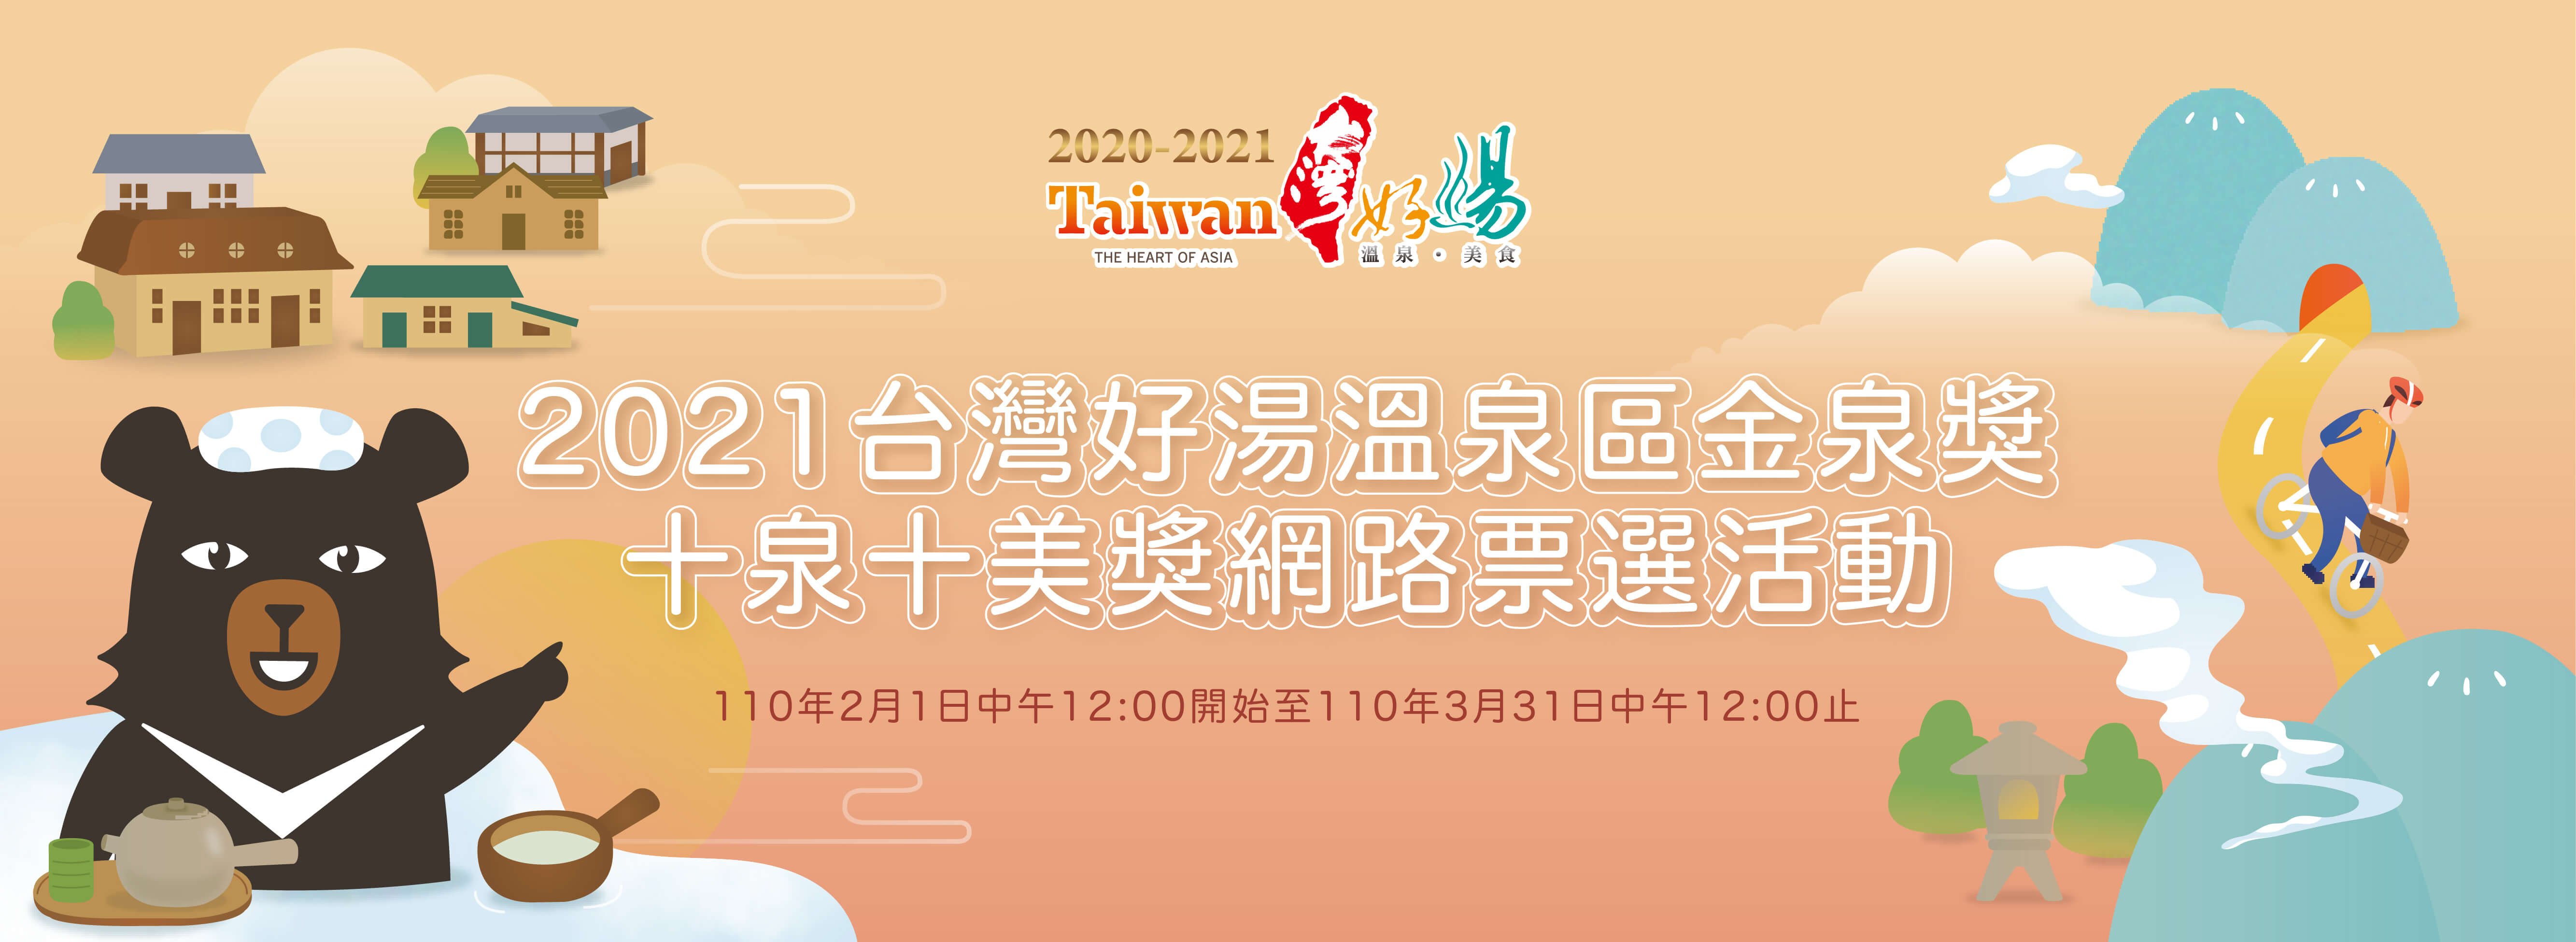 2020-2021
Taiwan 灣好湯
THE HEART OF ASIA
溫泉·美食
2021台灣好湯溫泉區金泉獎
十泉十美獎網路票選活動
110年2月1日中午12:00開始至110年3月31日中午12:00止